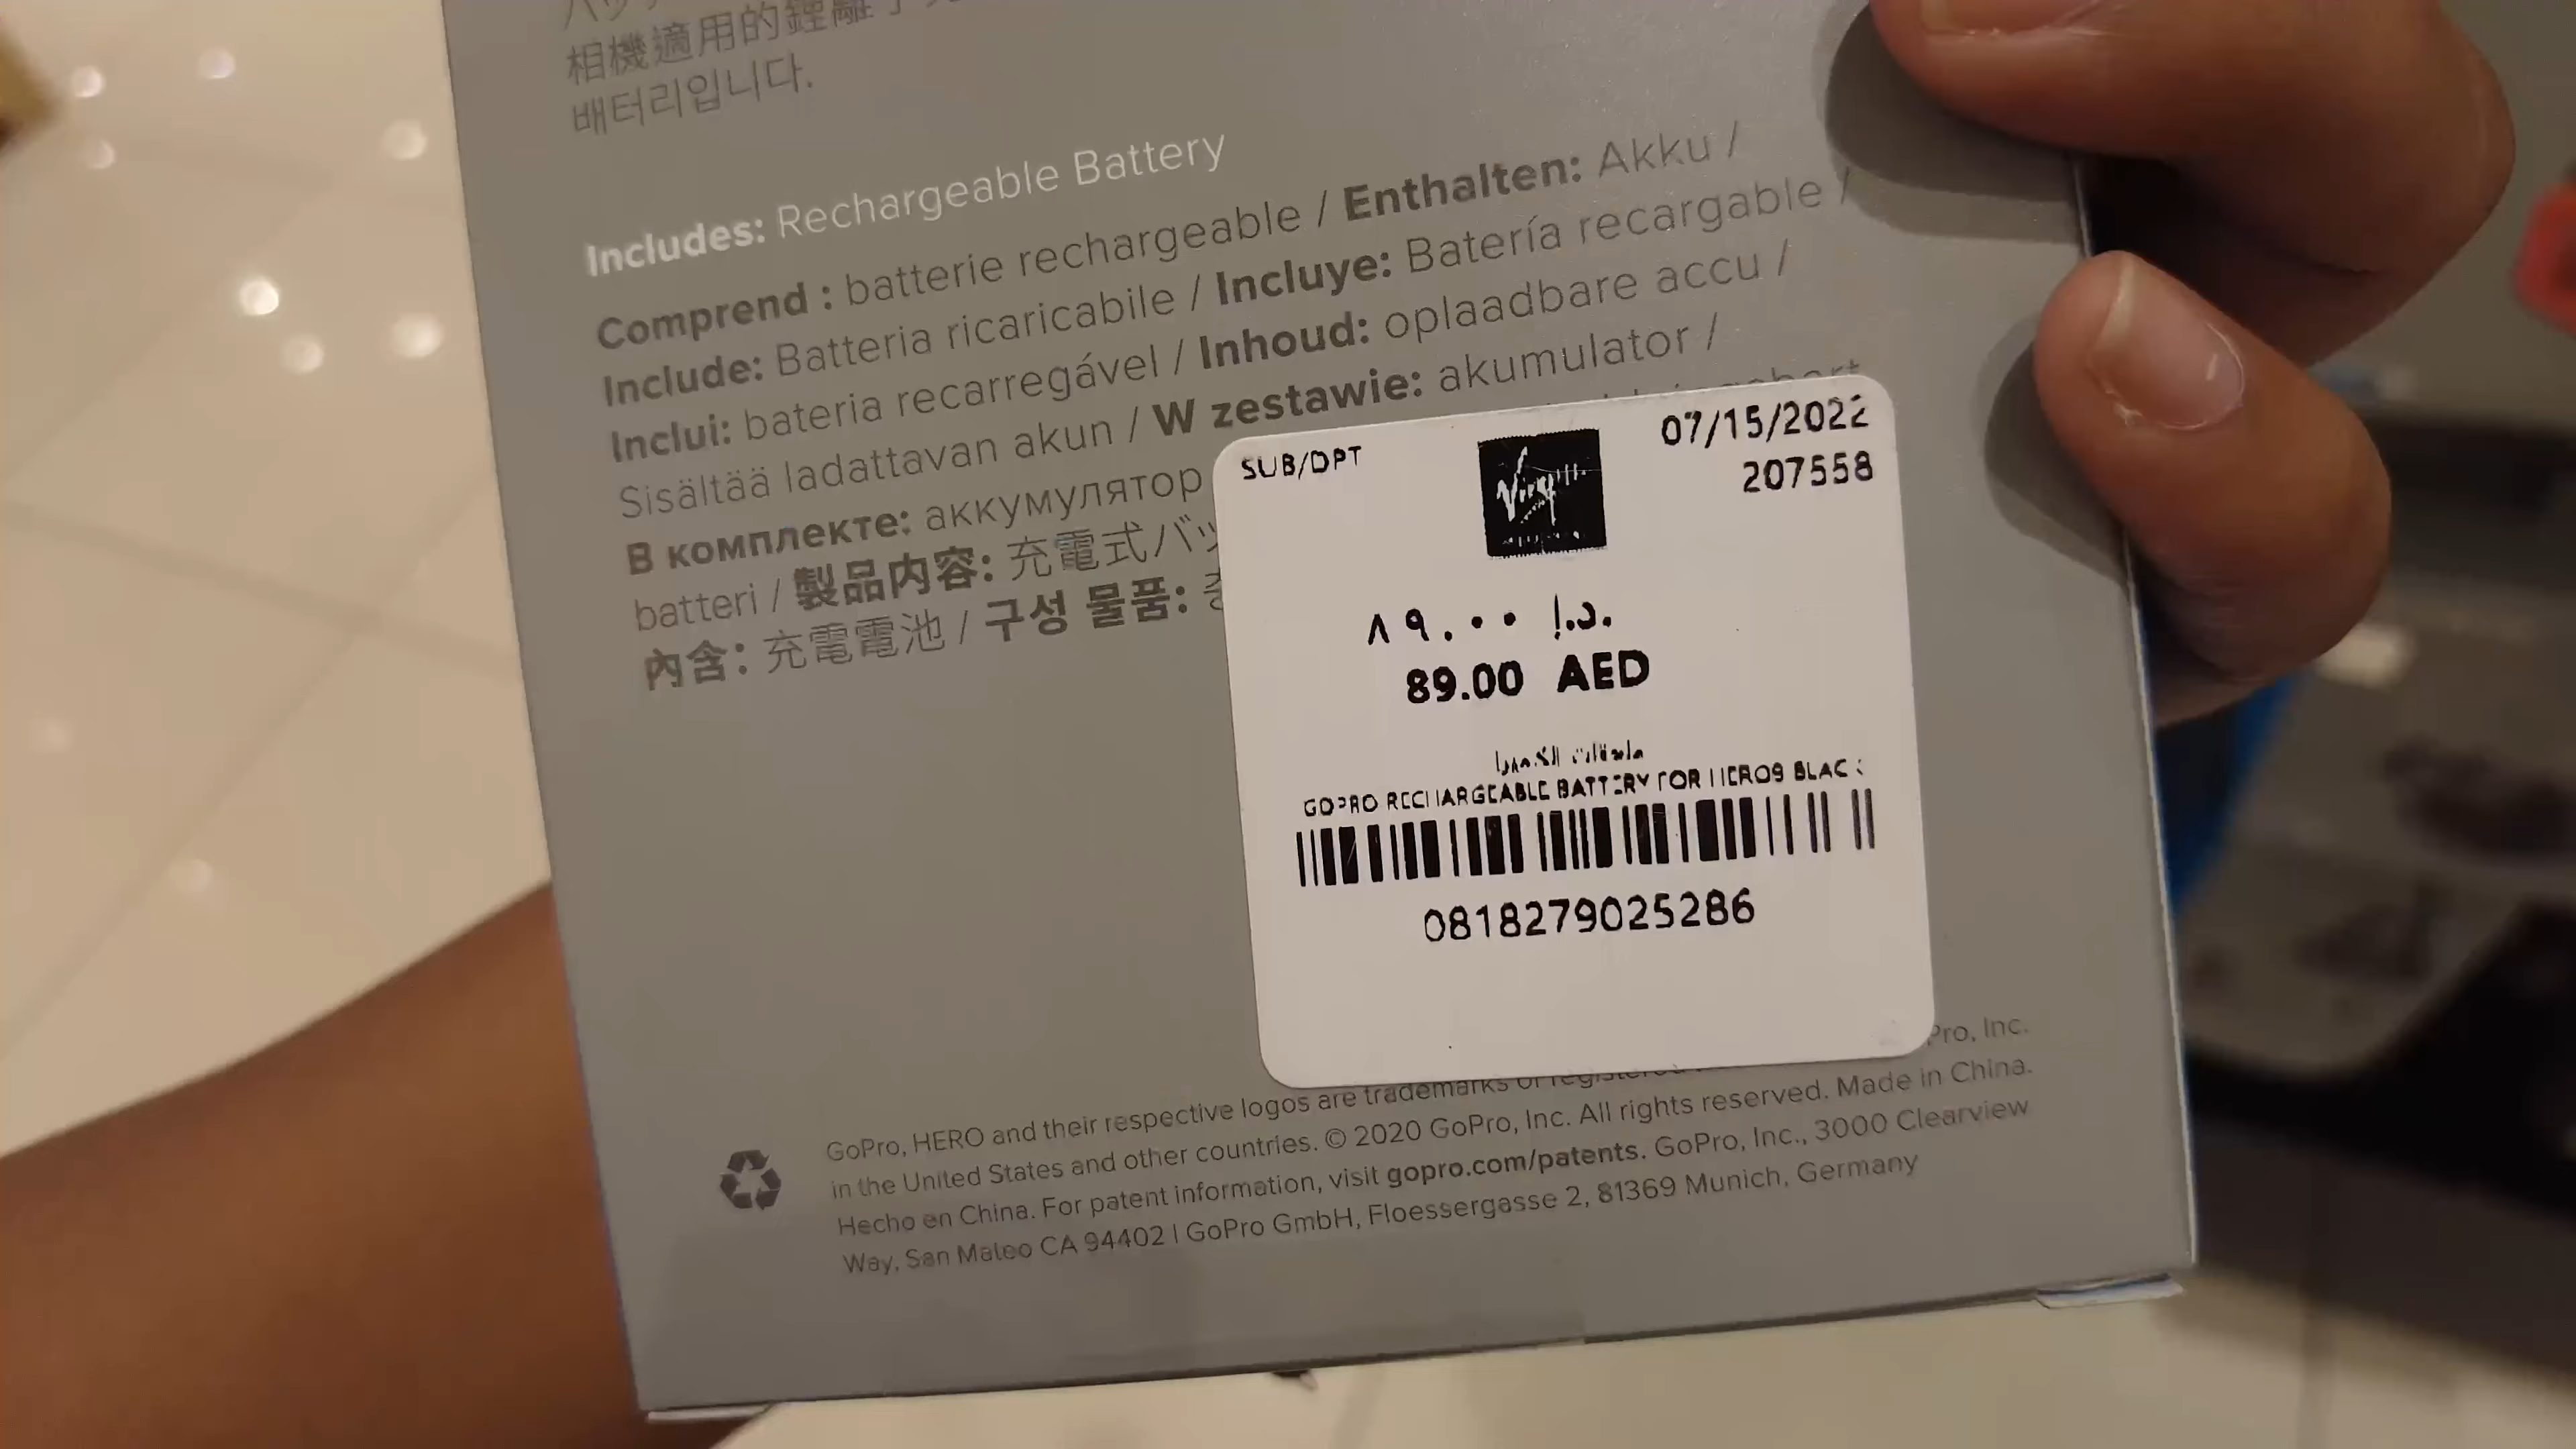 相機適用的鋰離子
배터리입니다.
Includes: Rechargeable Battery
Comprend : batterie rechargeable / Enthalten: Akku /
Include: Batteria ricaricabile / Incluye: Batería recargable /
Inclui: bateria recarregável / Inhoud: oplaadbare accu /
Sisältää ladattavan akun / W zestawie: akumulator /
В комплекте: аккумулятор
batteri / 製品内容: 充電式バッ
內含: 充電電池 / 구성 물품:
SUB/DPT
Virgin
07/15/2022
207558
٨٩.٠٠ د.إ.
89.00 AED
ملحقات الكميرا
GOPRO RECHARGEABLE BATTERY FOR HERO9 BLACK
0818279025286
Pro, Inc.
GoPro, HERO and their respective logos are trademarks or registered
in the United States and other countries. © 2020 GoPro, Inc. All rights reserved. Made in China.
Hecho en China. For patent information, visit gopro.com/patents. GoPro, Inc., 3000 Clearview
Way, San Mateo CA 94402 | GoPro GmbH, Floessergasse 2, 81369 Munich, Germany